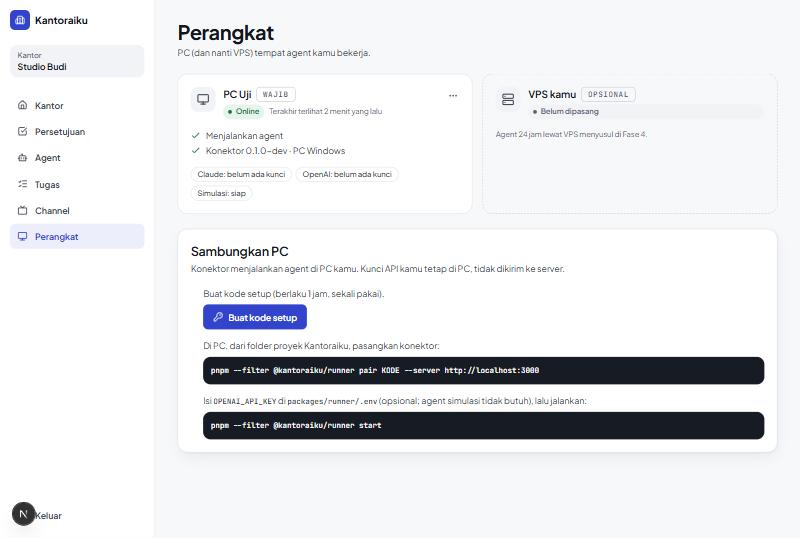 Kantoraiku
Kantor
Studio Budi
Kantor
Persetujuan
Agent
Tugas
Channel
Perangkat
N
Keluar
Perangkat
PC (dan nanti VPS) tempat agent kamu bekerja.
PC Uji WAJIB
Online Terakhir terlihat 2 menit yang lalu
Menjalankan agent
Konektor 0.1.0-dev · PC Windows
Claude: belum ada kunci OpenAI: belum ada kunci
Simulasi: siap
VPS kamu OPSIONAL
Belum dipasang
Agent 24 jam lewat VPS menyusul di Fase 4.
Sambungkan PC
Konektor menjalankan agent di PC kamu. Kunci API kamu tetap di PC, tidak dikirim ke server.
Buat kode setup (berlaku 1 jam, sekali pakai).
Buat kode setup
Di PC, dari folder proyek Kantoraiku, pasangkan konektor:
pnpm --filter @kantoraiku/runner pair KODE --server http://localhost:3000
Isi OPENAI_API_KEY di packages/runner/.env (opsional; agent simulasi tidak butuh), lalu jalankan:
pnpm --filter @kantoraiku/runner start